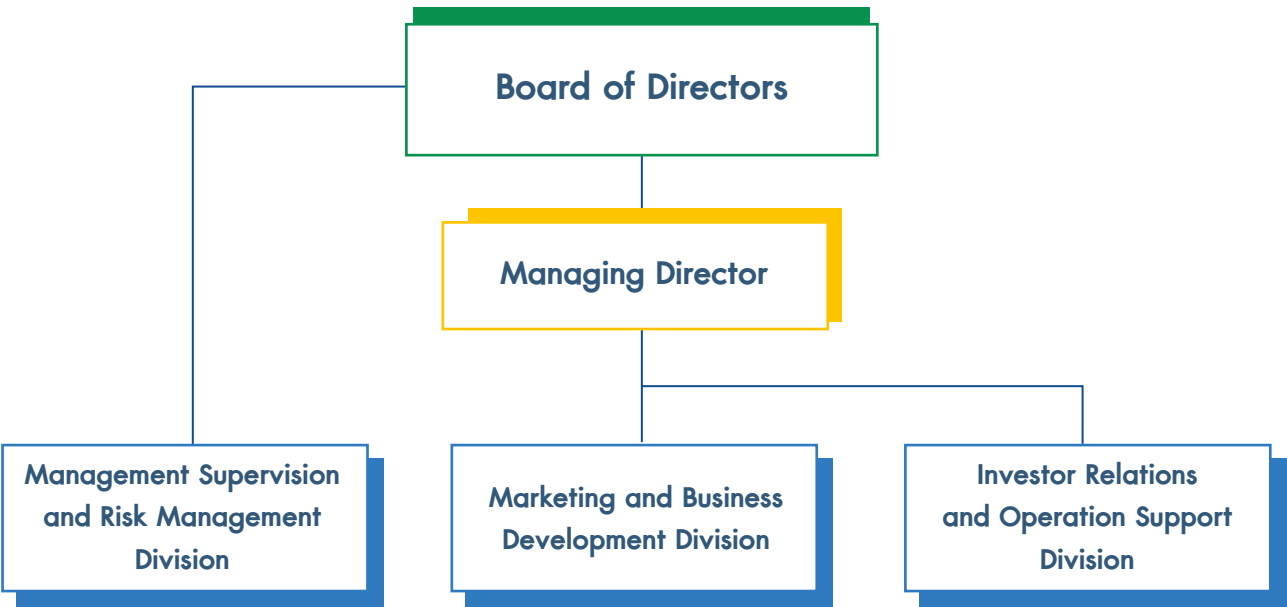 Board of Directors
Managing Director
Management Supervision
and Risk Management
Division
Marketing and Business
Development Division
Investor Relations
and Operation Support
Division